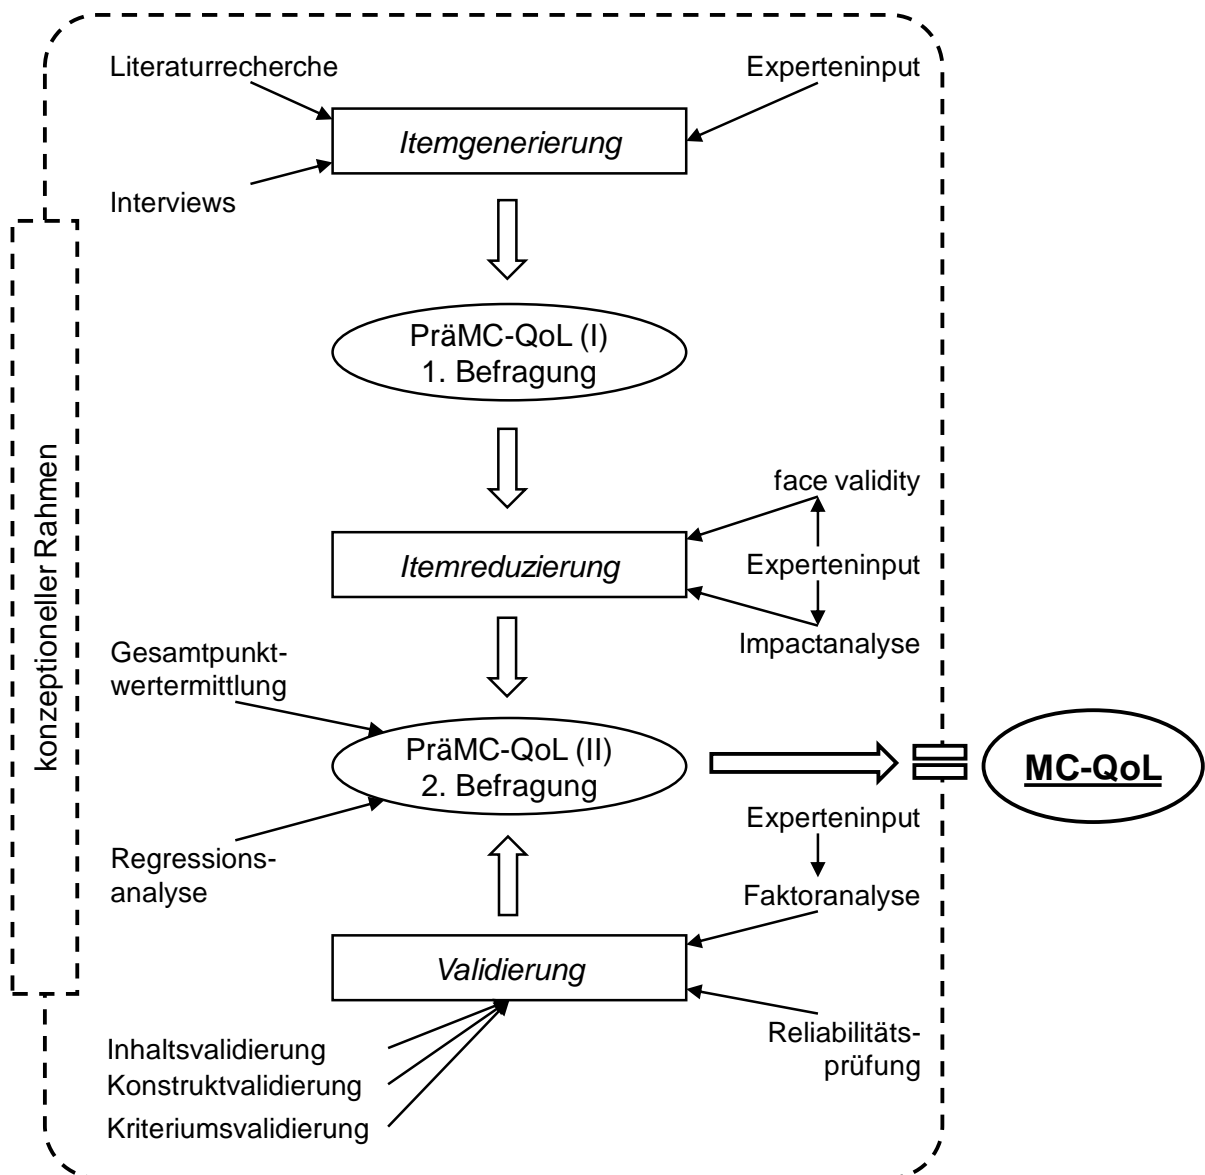 Literaturrecherche
Experteninput
Itemgenerierung
Interviews
PräMC-QoL (I)
1. Befragung
konzeptioneller Rahmen
face validity
Itemreduzierung
Experteninput
Impactanalyse
Gesamtpunkt-
wertermittlung
PräMC-QoL (II)
2. Befragung
MC-QoL
Experteninput
Regressions-
analyse
Faktoranalyse
Validierung
Reliabilitäts-
prüfung
Inhaltsvalidierung
Konstruktvalidierung
Kriteriumsvalidierung